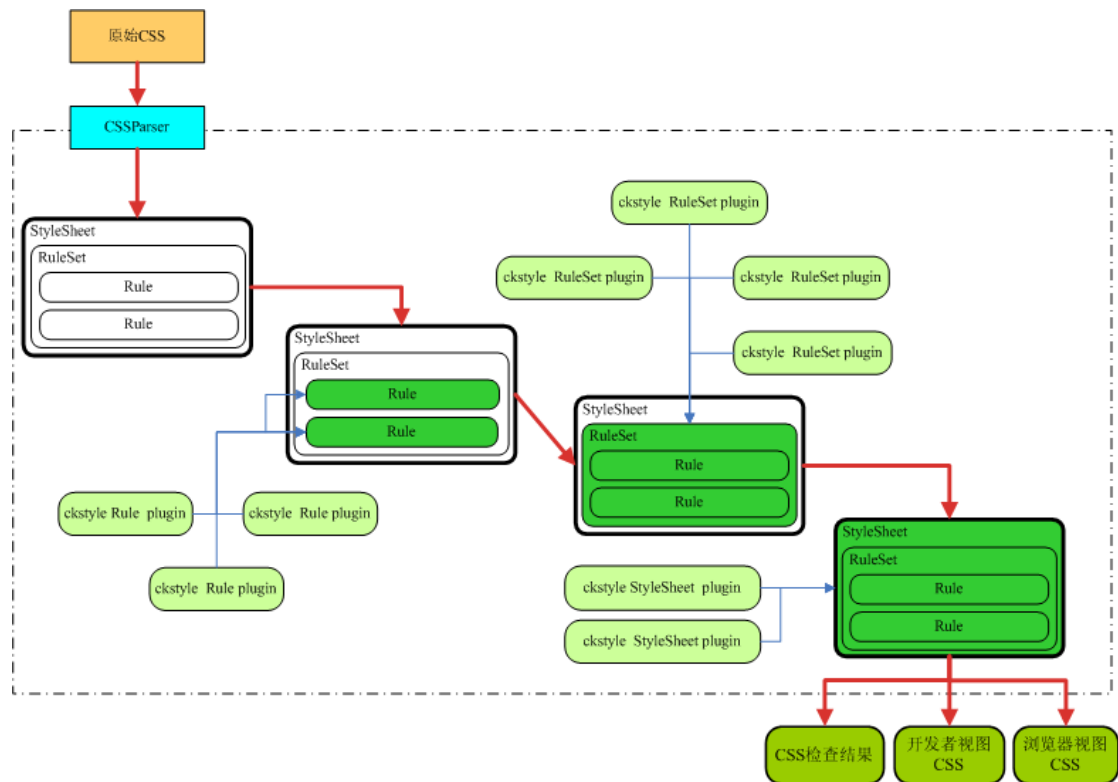 原始CSS
CSSParser
StyleSheet
RuleSet
Rule
Rule
ckstyle RuleSet plugin
ckstyle RuleSet plugin
ckstyle RuleSet plugin
ckstyle RuleSet plugin
StyleSheet
RuleSet
Rule
Rule
ckstyle Rule plugin
ckstyle Rule plugin
ckstyle Rule plugin
StyleSheet
RuleSet
Rule
Rule
ckstyle StyleSheet plugin
ckstyle StyleSheet plugin
StyleSheet
RuleSet
Rule
Rule
CSS检查结果
开发者视图
CSS
浏览器视图
CSS